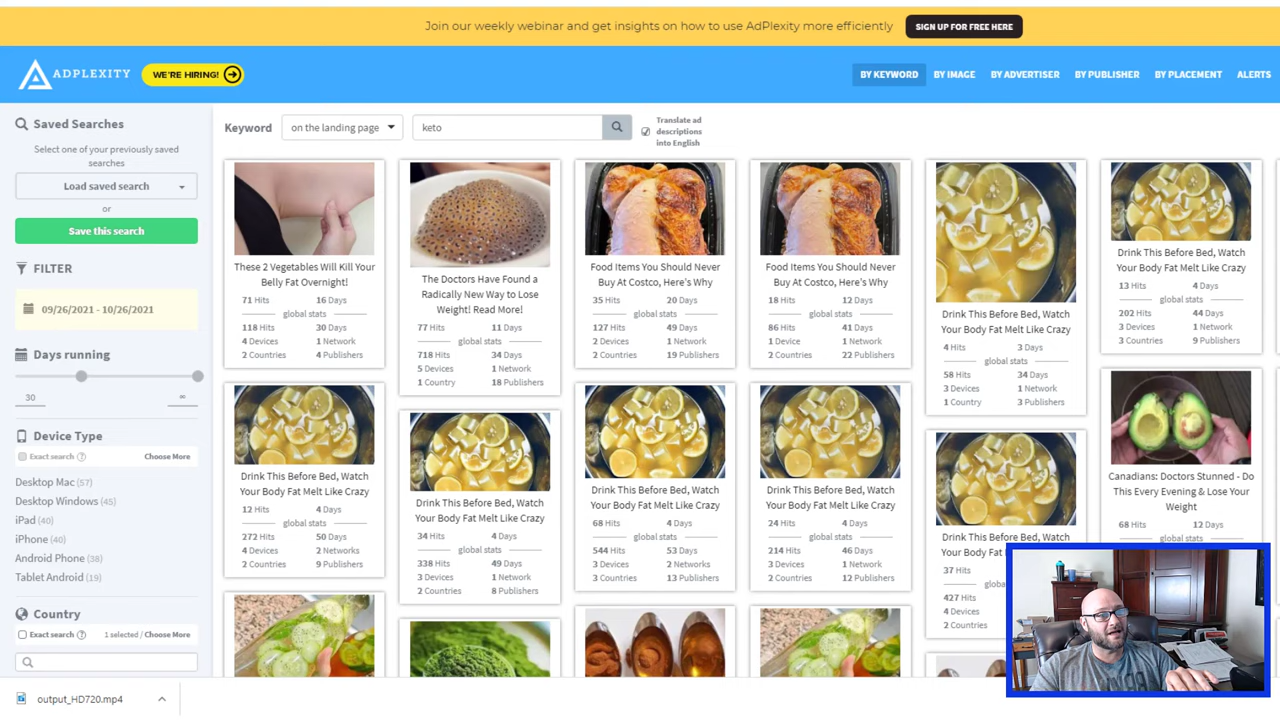 Join our weekly webinar and get insights on how to use AdPlexity more efficiently
SIGN UP FOR FREE HERE
ADPLEXITY
WE'RE HIRING!
BY KEYWORD
BY IMAGE
BY ADVERTISER
BY PUBLISHER
BY PLACEMENT
ALERTS
Saved Searches
Select one of your previously saved
searches
Load saved search
or
Save this search
FILTER
09/26/2021 - 10/26/2021
Days running
30
∞
Device Type
Exact search ?
Choose More
Desktop Mac (57)
Desktop Windows (45)
iPad (40)
iPhone (40)
Android Phone (38)
Tablet Android (19)
Country
Exact search ?
1 selected / Choose More
Keyword
on the landing page
keto
Translate ad
descriptions
into English
These 2 Vegetables Will Kill Your
Belly Fat Overnight!
71 Hits 16 Days
global stats
118 Hits 30 Days
4 Devices 1 Network
2 Countries 4 Publishers
The Doctors Have Found a
Radically New Way to Lose
Weight! Read More!
77 Hits 11 Days
global stats
718 Hits 34 Days
5 Devices 1 Network
1 Country 18 Publishers
Food Items You Should Never
Buy At Costco, Here's Why
35 Hits 20 Days
global stats
127 Hits 49 Days
2 Devices 1 Network
2 Countries 19 Publishers
Food Items You Should Never
Buy At Costco, Here's Why
18 Hits 12 Days
global stats
86 Hits 41 Days
1 Device 1 Network
2 Countries 22 Publishers
Drink This Before Bed, Watch
Your Body Fat Melt Like Crazy
4 Hits 3 Days
global stats
58 Hits 34 Days
3 Devices 1 Network
1 Country 3 Publishers
Drink This Before Bed, Watch
Your Body Fat Melt Like Crazy
13 Hits 4 Days
global stats
202 Hits 44 Days
3 Devices 1 Network
3 Countries 9 Publishers
Drink This Before Bed, Watch
Your Body Fat Melt Like Crazy
12 Hits 4 Days
global stats
272 Hits 50 Days
4 Devices 2 Networks
2 Countries 9 Publishers
Drink This Before Bed, Watch
Your Body Fat Melt Like Crazy
34 Hits 4 Days
global stats
338 Hits 49 Days
3 Devices 1 Network
2 Countries 8 Publishers
Drink This Before Bed, Watch
Your Body Fat Melt Like Crazy
68 Hits 4 Days
global stats
544 Hits 53 Days
3 Devices 2 Networks
3 Countries 13 Publishers
Drink This Before Bed, Watch
Your Body Fat Melt Like Crazy
24 Hits 4 Days
global stats
214 Hits 46 Days
3 Devices 1 Network
2 Countries 12 Publishers
Drink This Before
Your Body Fat Me
37 Hits
globa
427 Hits
4 Devices
2 Countries
Canadians: Doctors Stunned - Do
This Every Evening & Lose Your
Weight
68 Hits 12 Days
output_HD720.mp4